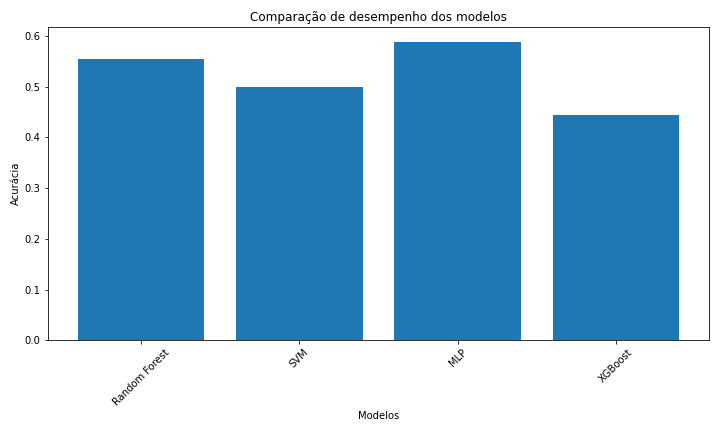 Comparação de desempenho dos modelos
Acurácia
0.6
0.5
0.4
0.3
0.2
0.1
0.0
Random Forest
SVM
MLP
XGBoost
Modelos